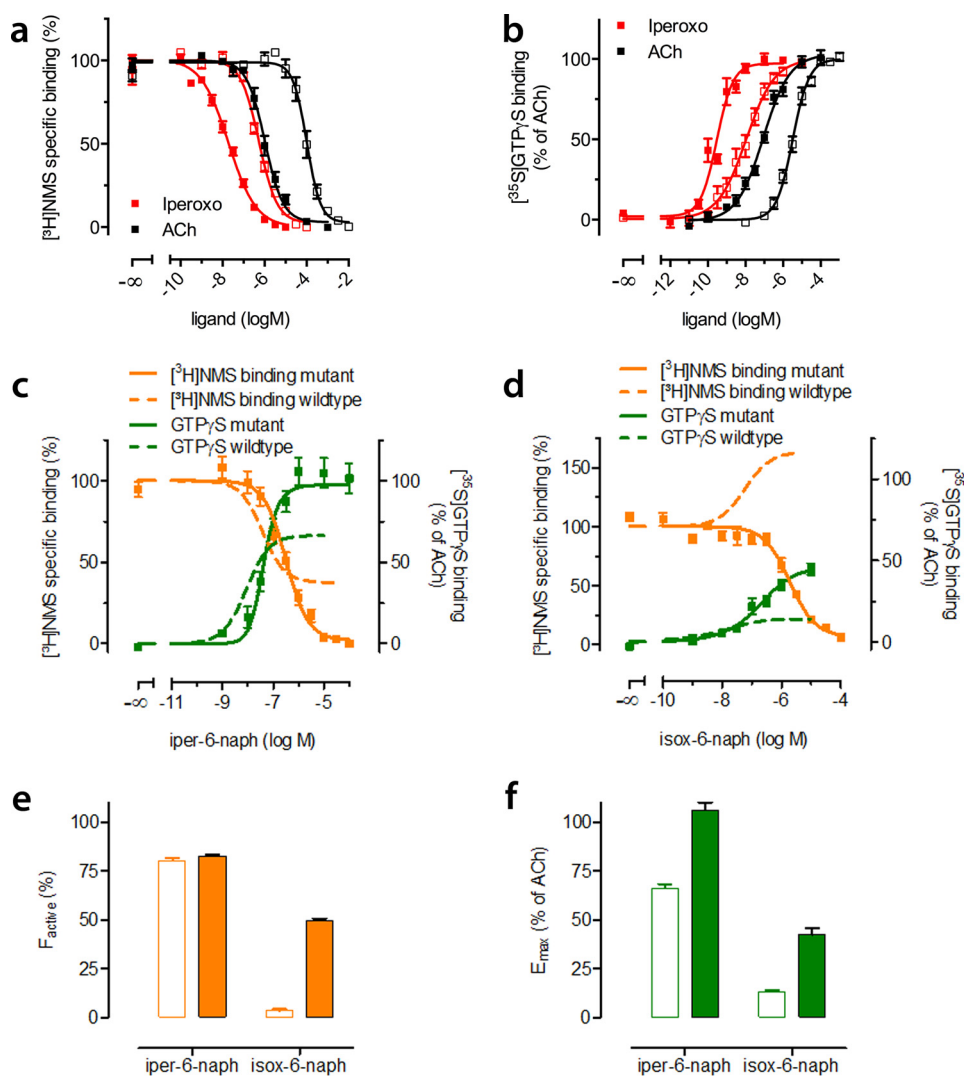 a
[³H]NMS specific binding (%)
100
50
0
Iperoxo
ACh
-∞
-10
-8
-6
-4
-2
ligand (logM)
b
[³⁵S]GTPγS binding
(% of ACh)
100
50
0
Iperoxo
ACh
-∞
-12
-10
-8
-6
-4
ligand (logM)
c
[³H]NMS binding mutant
[³H]NMS binding wildtype
GTPγS mutant
GTPγS wildtype
[³H]NMS specific binding (%)
100
50
0
100
50
0
[³⁵S]GTPγS binding
(% of ACh)
-∞
-11
-9
-7
-5
iper-6-naph (log M)
d
[³H]NMS binding mutant
[³H]NMS binding wildtype
GTPγS mutant
GTPγS wildtype
[³H]NMS specific binding (%)
150
100
50
0
100
50
0
[³⁵S]GTPγS binding
(% of ACh)
-∞
-10
-8
-6
-4
isox-6-naph (log M)
e
Factive (%)
100
75
50
25
0
iper-6-naph
isox-6-naph
f
Emax (% of ACh)
100
75
50
25
0
iper-6-naph
isox-6-naph